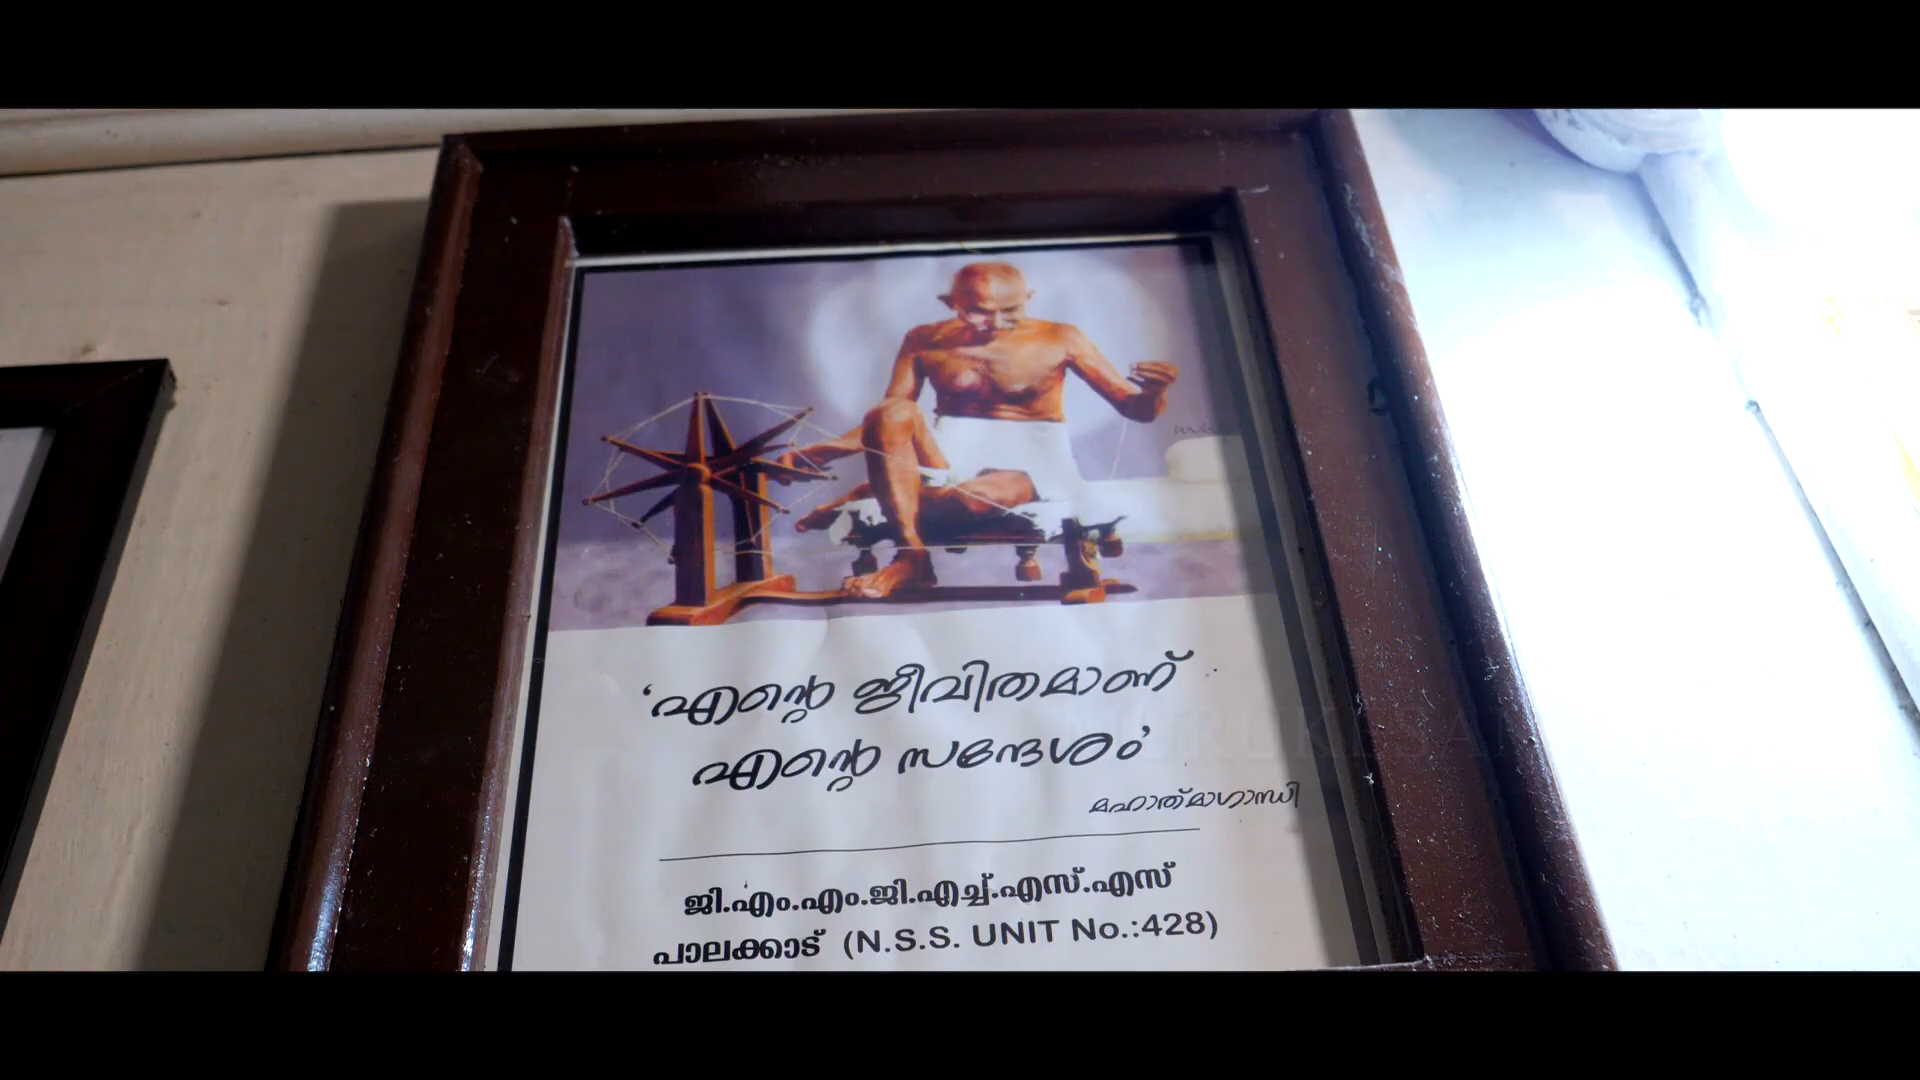 ‘എന്റെ ജീവിതമാണ്
എന്റെ സന്ദേശം’
മഹാത്മാഗാന്ധി
ജി.എം.എം.ജി.എച്ച്.എസ്.എസ്
പാലക്കാട് (N.S.S. UNIT No.:428)